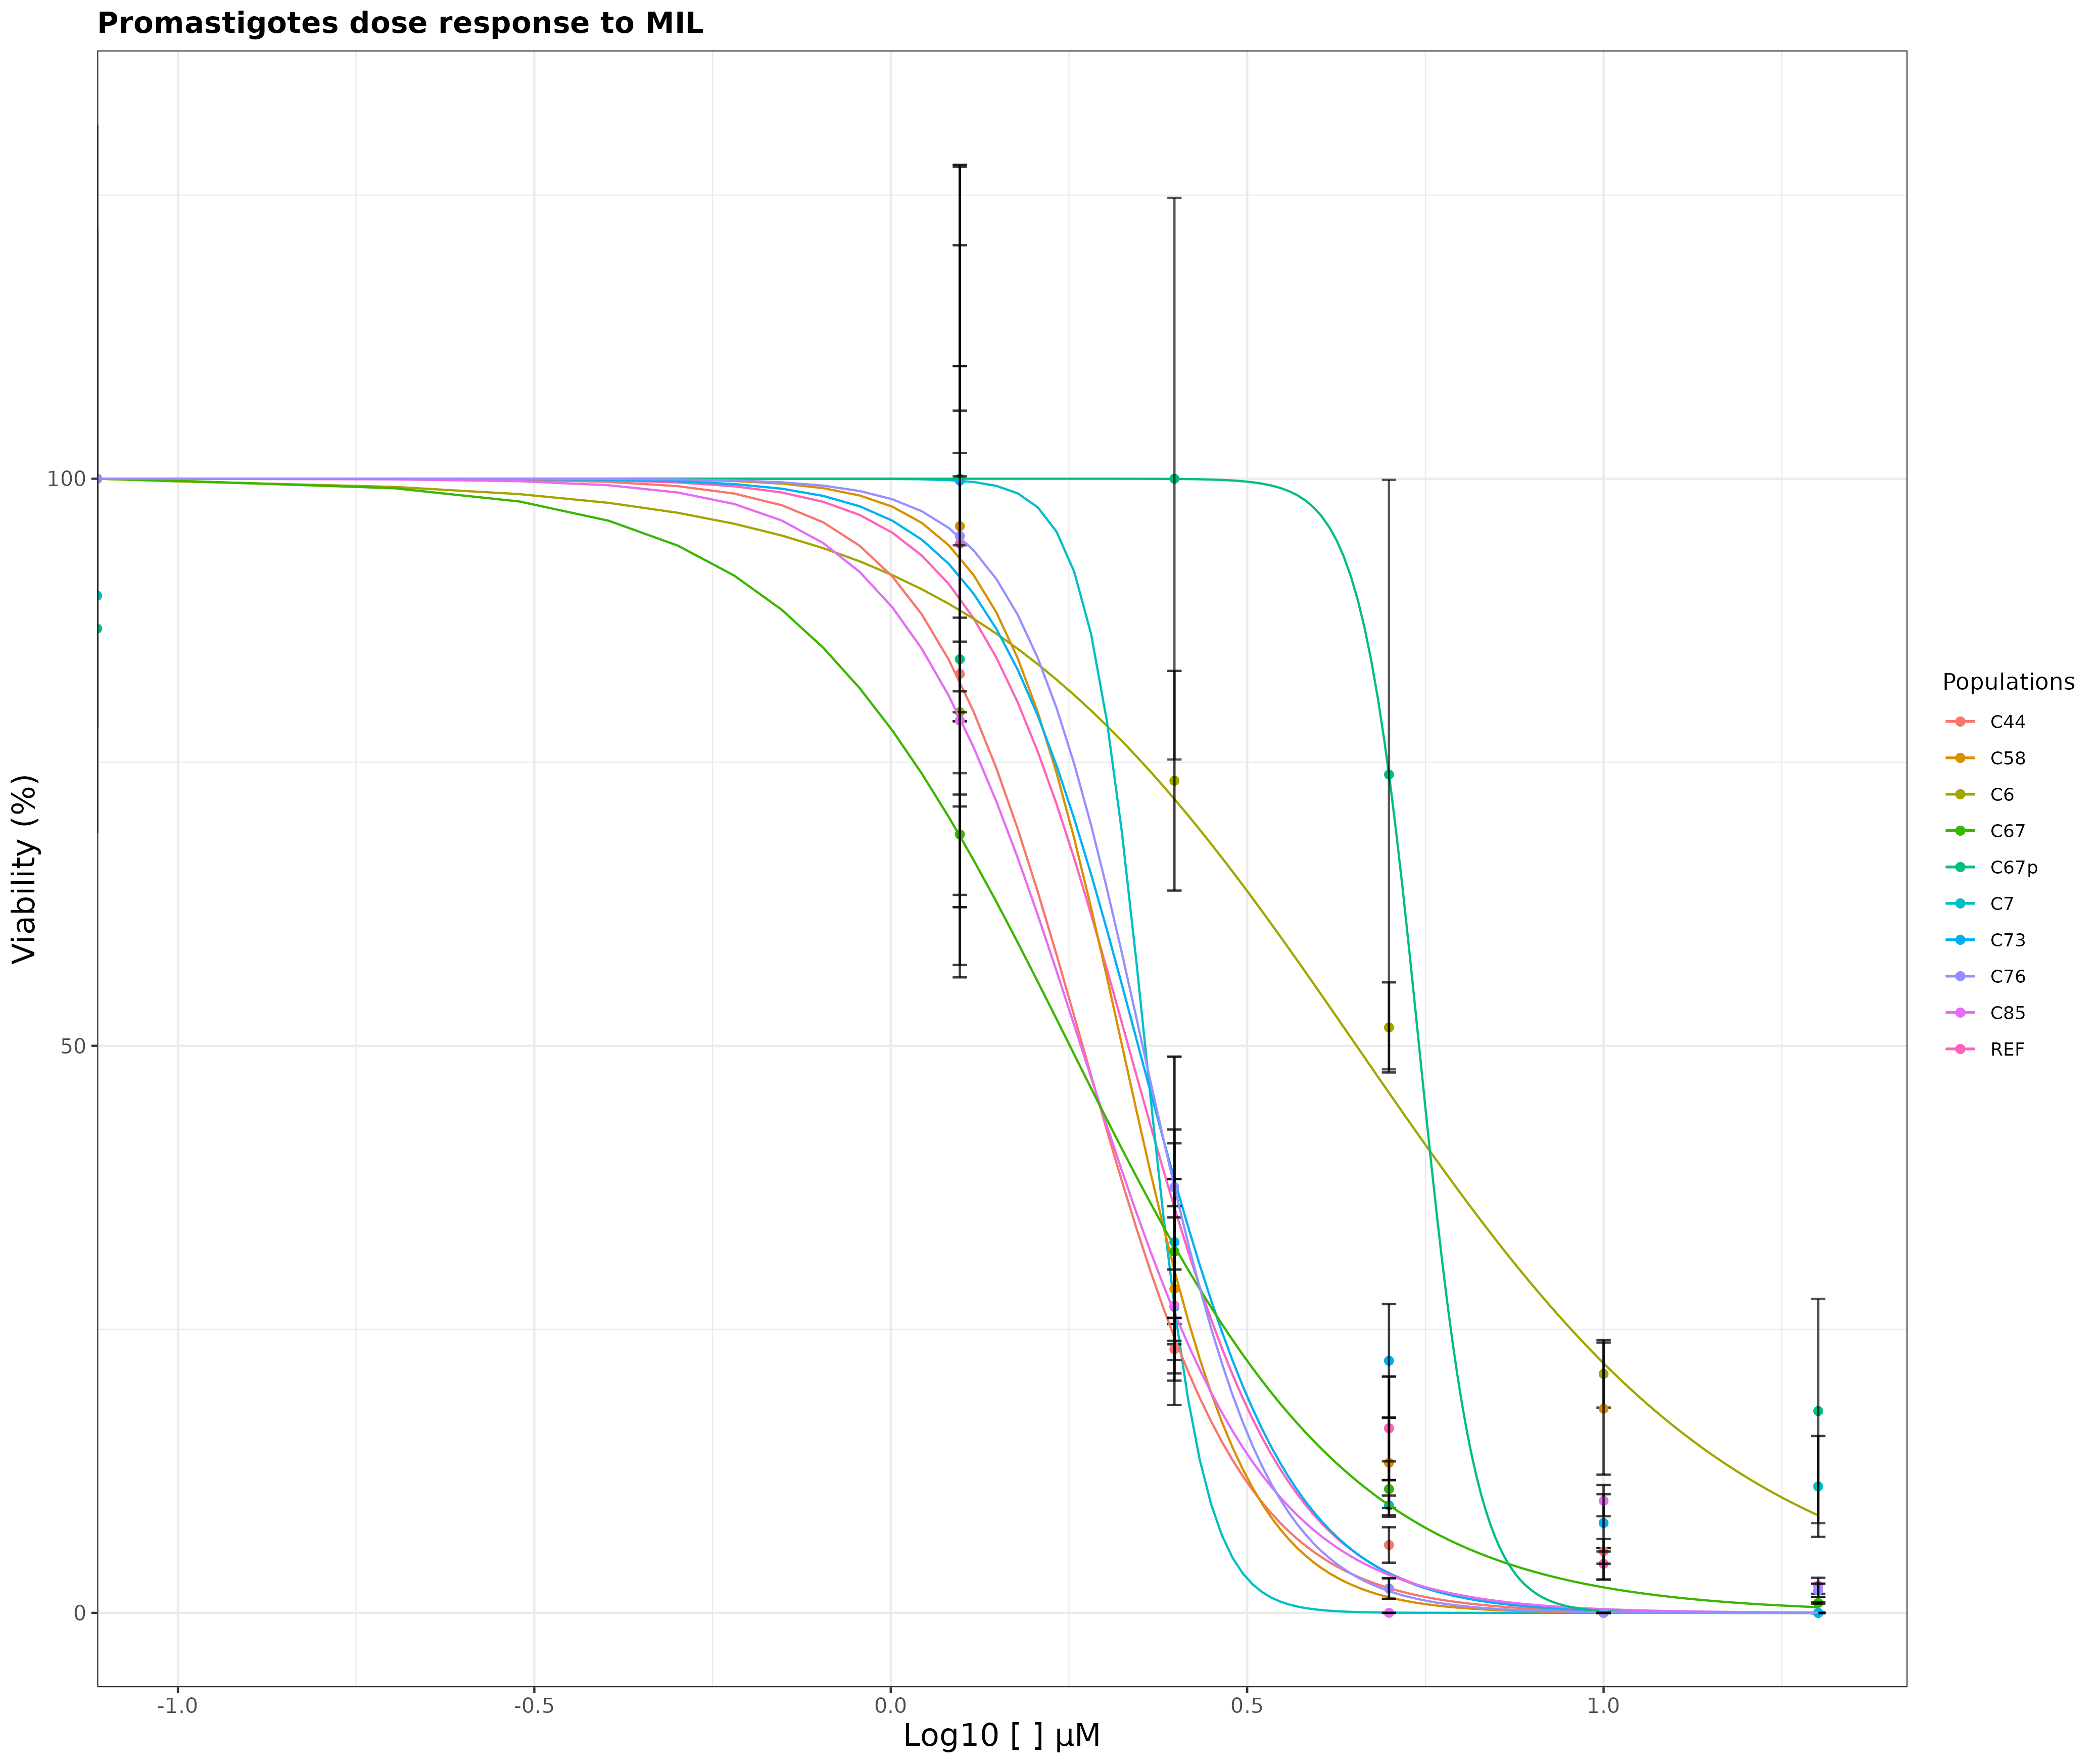 Promastigotes dose response to MIL
Viability (%)
100
50
0
-1.0
-0.5
0.0
0.5
1.0
Log10 [ ] µM
Populations
C44
C58
C6
C67
C67p
C7
C73
C76
C85
REF